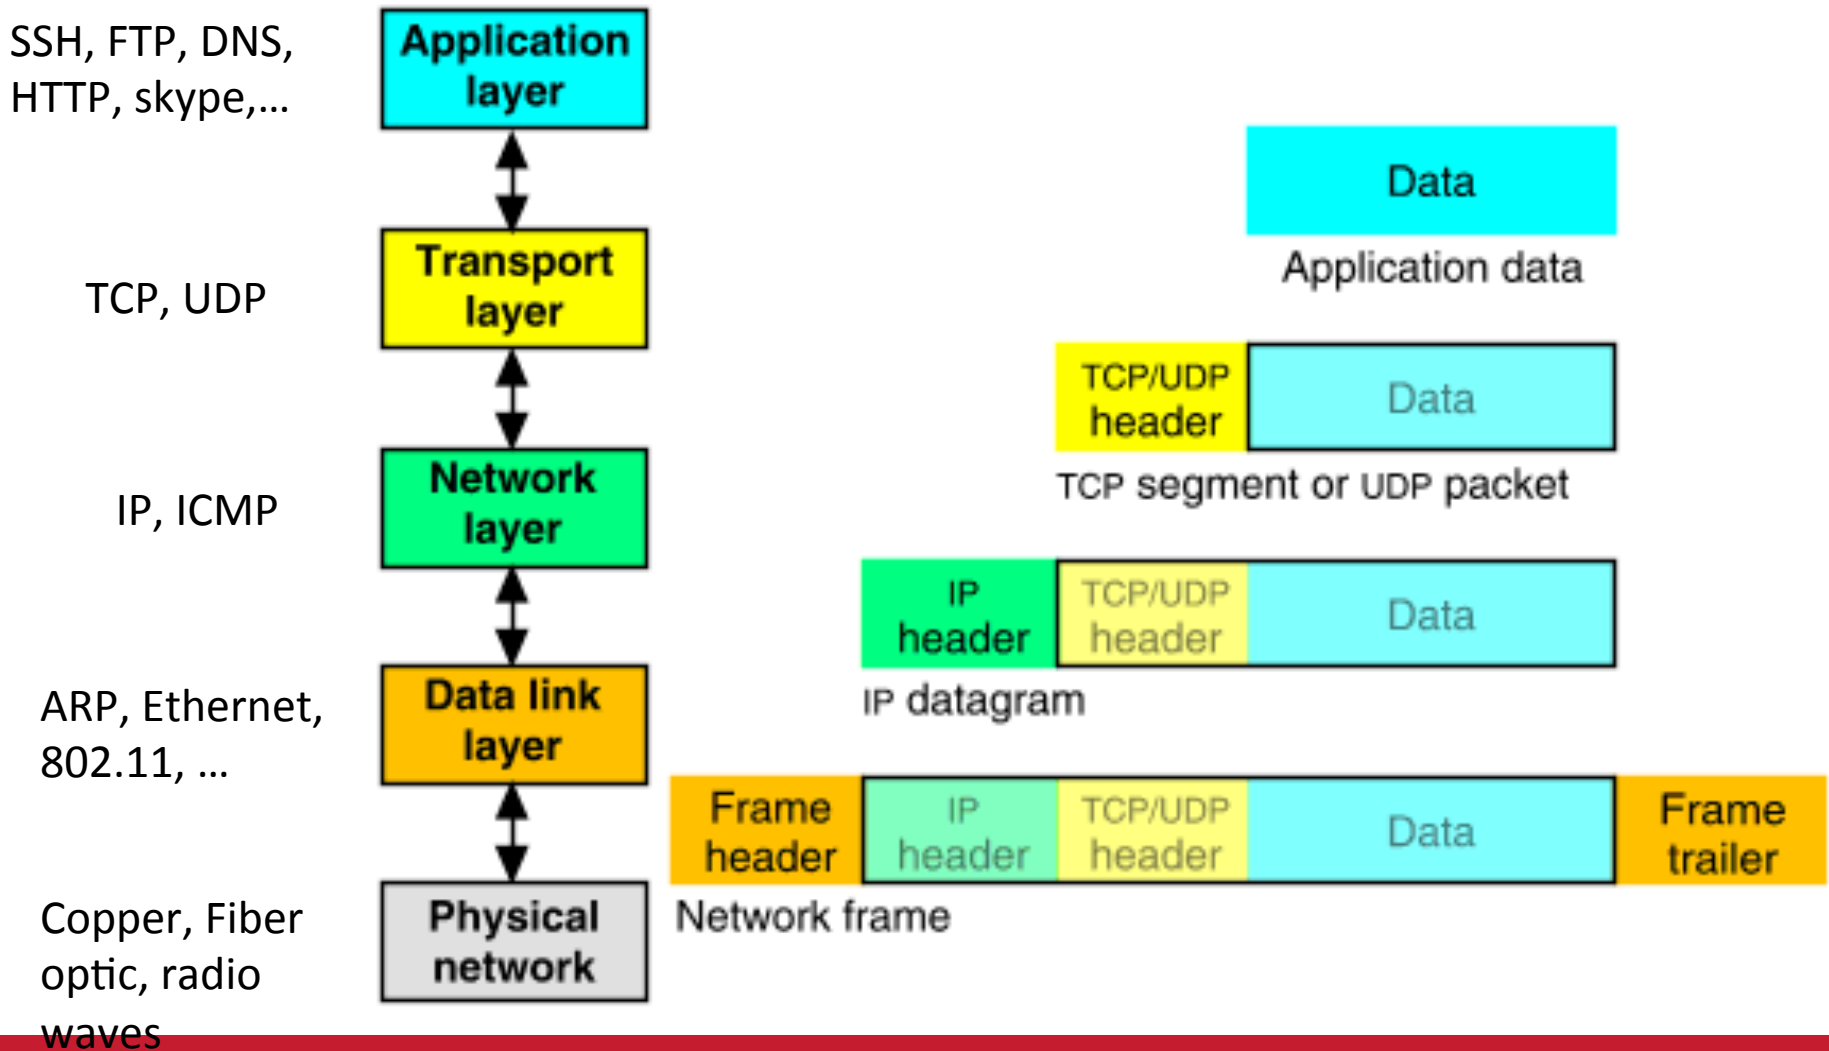 SSH, FTP, DNS,
HTTP, skype,...
Application
layer
Data
Application data
TCP, UDP
Transport
layer
TCP/UDP
header
Data
TCP segment or UDP packet
IP, ICMP
Network
layer
IP
header
TCP/UDP
header
Data
IP datagram
ARP, Ethernet,
802.11, ...
Data link
layer
Frame
header
IP
header
TCP/UDP
header
Data
Frame
trailer
Network frame
Copper, Fiber
optic, radio
waves
Physical
network